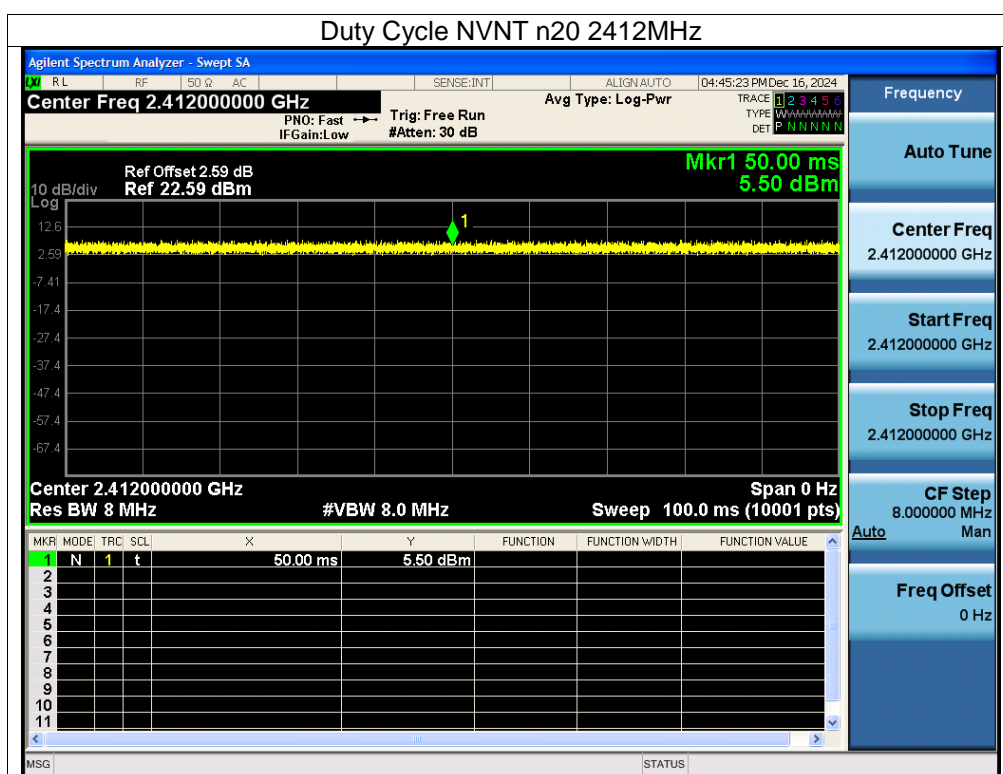 Duty Cycle NVNT n20 2412MHz
Agilent Spectrum Analyzer - Swept SA
LXI RL RF 50 Ω AC SENSE:INT ALIGNAUTO 04:45:23 PM Dec 16, 2024
Center Freq 2.412000000 GHz
PNO: Fast
IFGain:Low
Trig: Free Run
#Atten: 30 dB
Avg Type: Log-Pwr
TRACE 1 2 3 4 5 6
TYPE WWWWWW
DET P N N N N N
Mkr1 50.00 ms
5.50 dBm
Ref Offset 2.59 dB
10 dB/div Ref 22.59 dBm
Log
1
12.6
2.59
-7.41
-17.4
-27.4
-37.4
-47.4
-57.4
-67.4
Center 2.412000000 GHz Span 0 Hz
Res BW 8 MHz #VBW 8.0 MHz Sweep 100.0 ms (10001 pts)
MKR MODE TRC SCL X Y FUNCTION FUNCTION WIDTH FUNCTION VALUE
1 N 1 t 50.00 ms 5.50 dBm
2
3
4
5
6
7
8
9
10
11
MSG STATUS
Frequency
Auto Tune
Center Freq
2.412000000 GHz
Start Freq
2.412000000 GHz
Stop Freq
2.412000000 GHz
CF Step
8.000000 MHz
Auto Man
Freq Offset
0 Hz